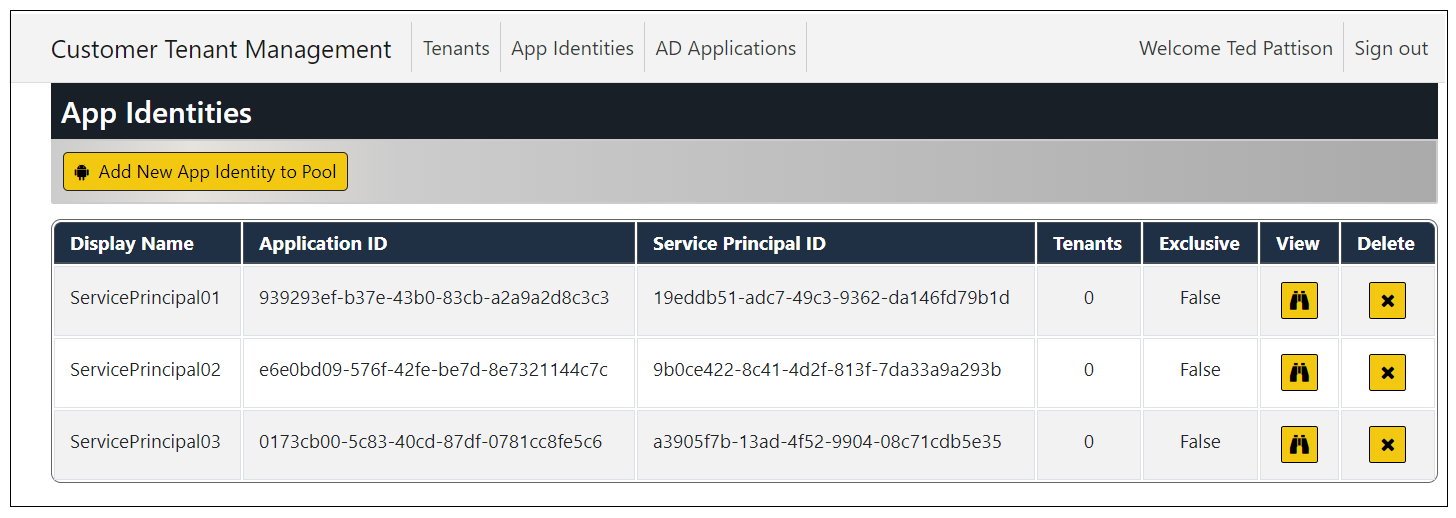 Customer Tenant Management Tenants App Identities AD Applications Welcome Ted Pattison Sign out
App Identities
Add New App Identity to Pool
Display Name Application ID Service Principal ID Tenants Exclusive View Delete
ServicePrincipal01 939293ef-b37e-43b0-83cb-a2a9a2d8c3c3 19eddb51-adc7-49c3-9362-da146fd79b1d 0 False
ServicePrincipal02 e6e0bd09-576f-42fe-be7d-8e7321144c7c 9b0ce422-8c41-4d2f-813f-7da33a9a293b 0 False
ServicePrincipal03 0173cb00-5c83-40cd-87df-0781cc8fe5c6 a3905f7b-13ad-4f52-9904-08c71cdb5e35 0 False